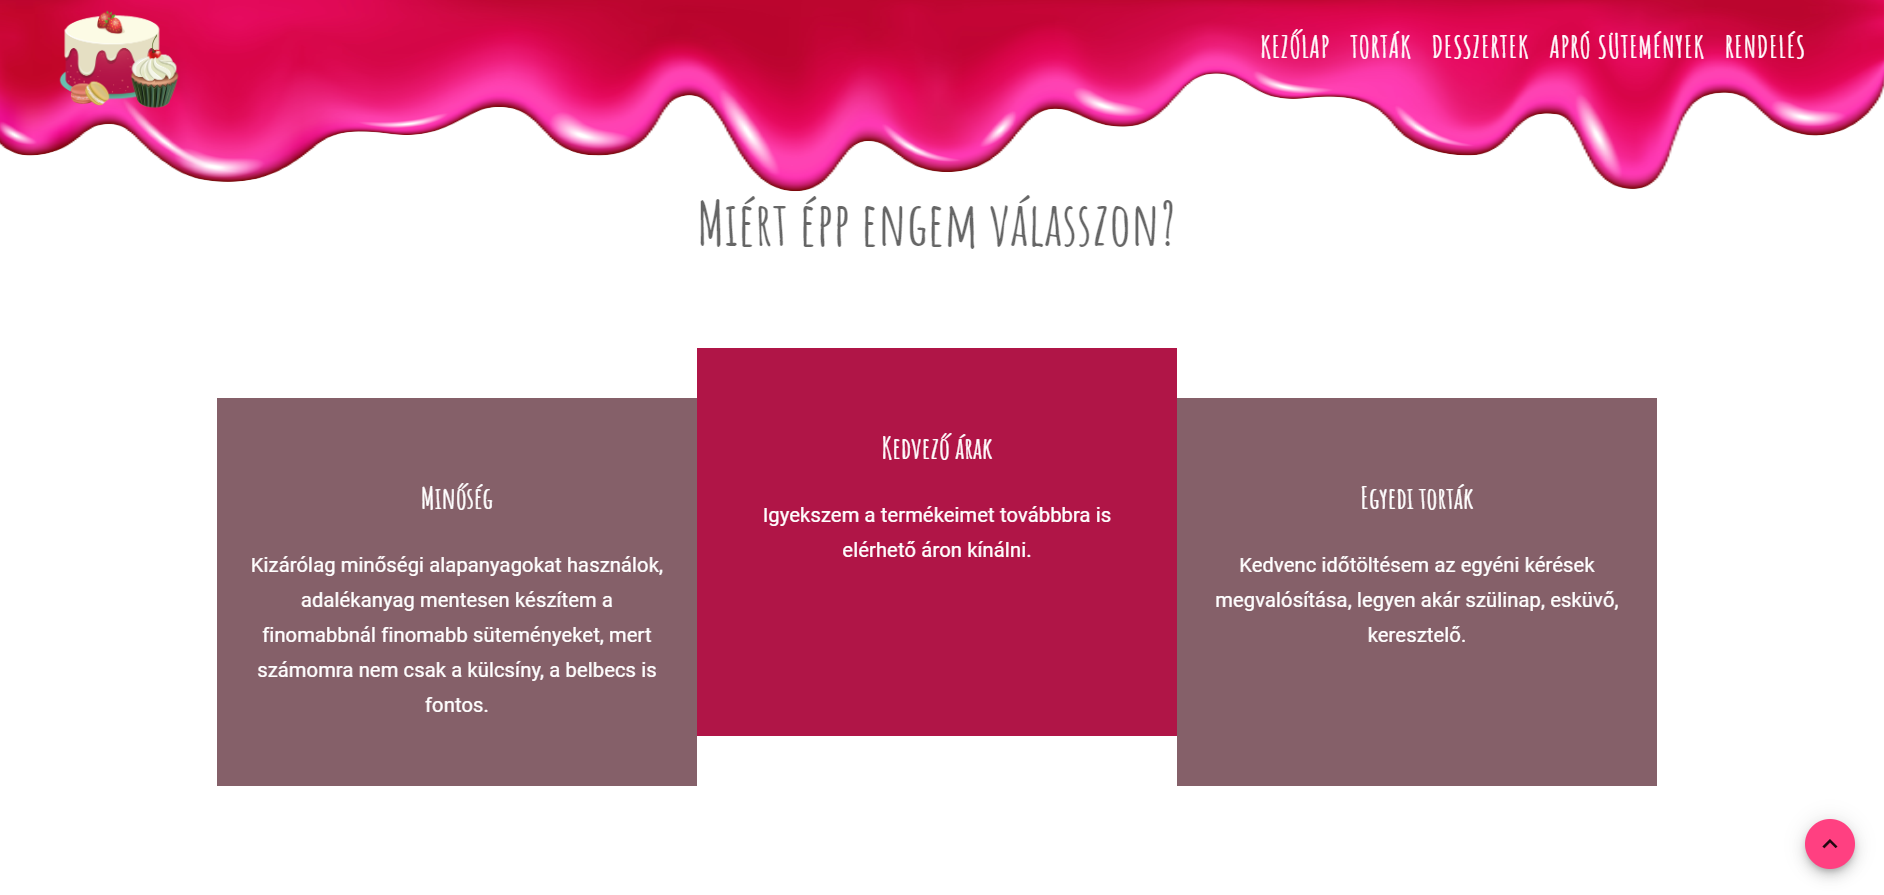 KEZŐLAP TORTÁK DESSZERTEK APRÓ SÜTEMÉNYEK RENDELÉS
Miért épp engem válasszon?
Minőség
Kizárólag minőségi alapanyagokat használok,
adalékanyag mentesen készítem a
finomabbnál finomabb süteményeket, mert
számomra nem csak a külcsíny, a belbecs is
fontos.
Kedvező árak
Igyekszem a termékeimet továbbbra is
elérhető áron kínálni.
Egyedi torták
Kedvenc időtöltésem az egyéni kérések
megvalósítása, legyen akár szülinap, esküvő,
keresztelő.